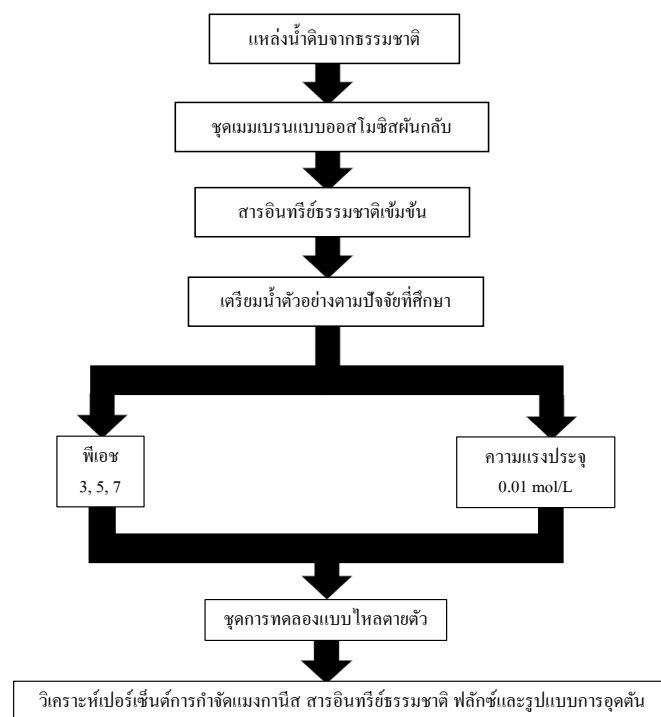 แหล่งน้ำดิบจากธรรมชาติ
ชุดเมมเบรนแบบออสโมซิสผันกลับ
สารอินทรีย์ธรรมชาติเข้มข้น
เตรียมน้ำตัวอย่างตามปัจจัยที่ศึกษา
พีเอช
3, 5, 7
ความแรงประจุ
0.01 mol/L
ชุดการทดลองแบบไหลตายตัว
วิเคราะห์เปอร์เซ็นต์การกำจัดแมงกานีส สารอินทรีย์ธรรมชาติ ฟลักซ์และรูปแบบการอุดตัน